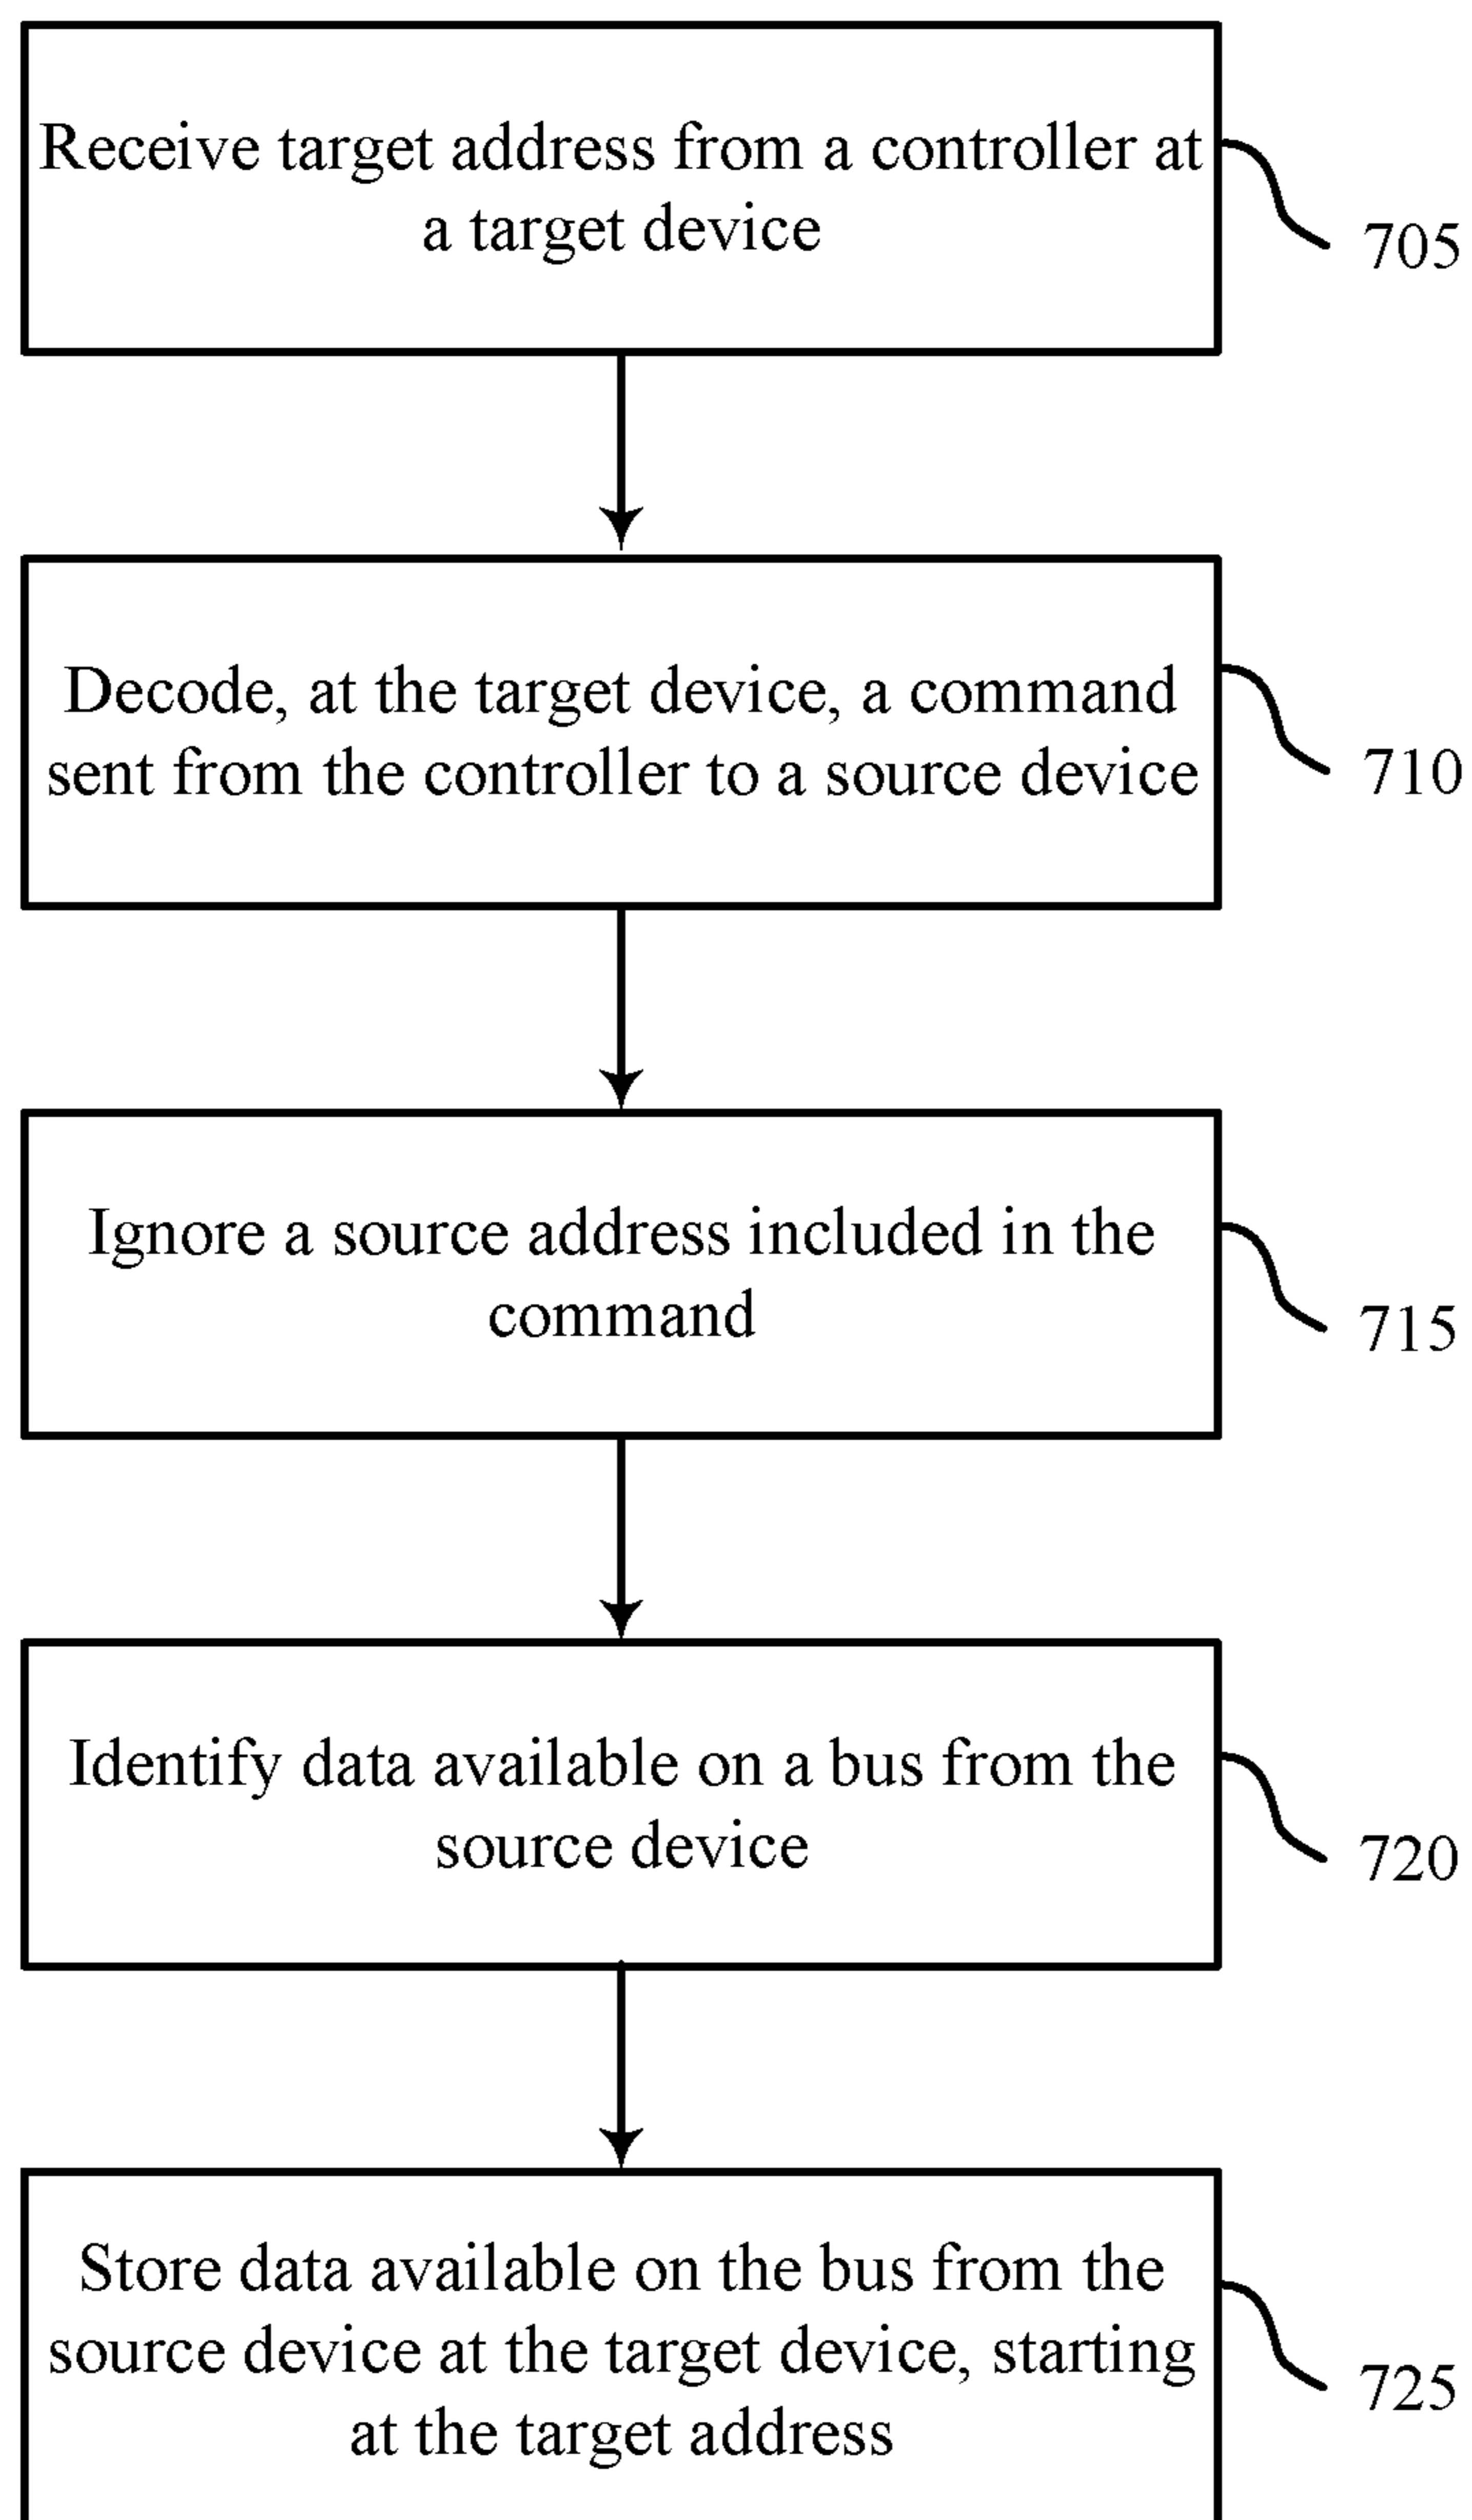 Receive target address from a controller at
a target device
705
Decode, at the target device, a command
sent from the controller to a source device
710
Ignore a source address included in the
command
715
Identify data available on a bus from the
source device
720
Store data available on the bus from the
source device at the target device, starting
at the target address
725